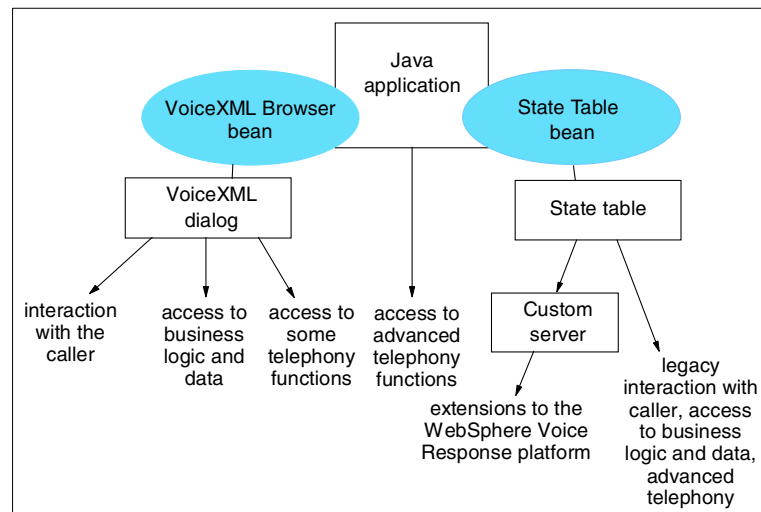 Java
application
VoiceXML Browser
bean
State Table
bean
VoiceXML
dialog
State table
interaction
with the
caller
access to
business
logic and
data
access to
some
telephony
functions
access to
advanced
telephony
functions
Custom
server
extensions to the
WebSphere Voice
Response platform
legacy
interaction with
caller, access
to business
logic and data,
advanced
telephony